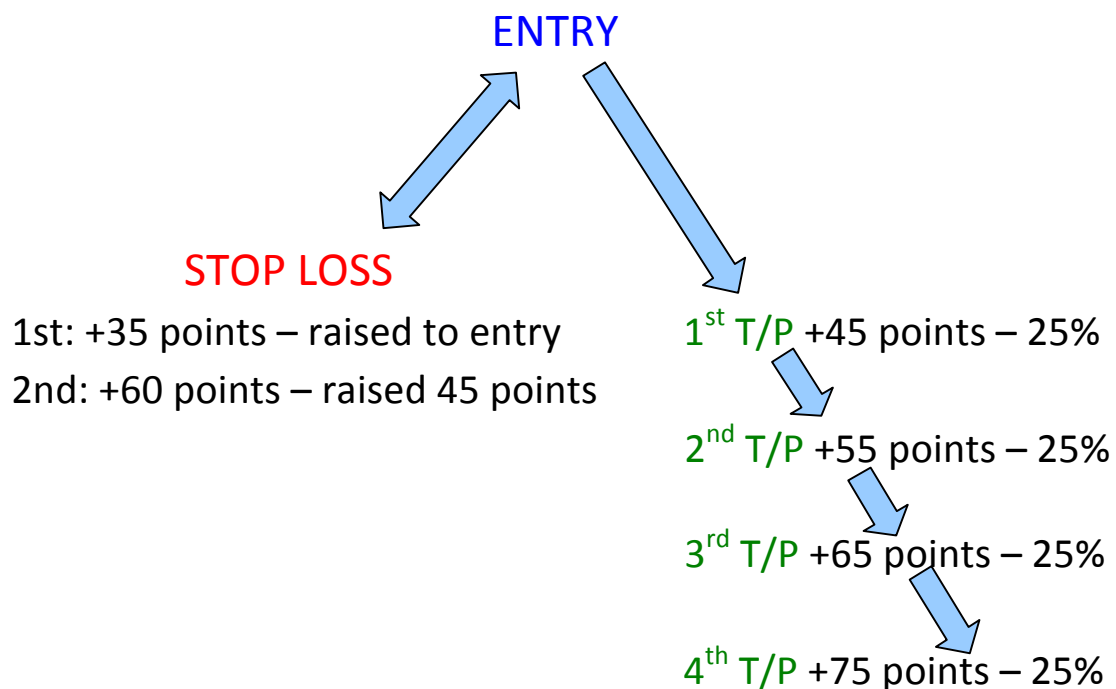 ENTRY
STOP LOSS
1st: +35 points – raised to entry
2nd: +60 points – raised 45 points
1st T/P +45 points – 25%
2nd T/P +55 points – 25%
3rd T/P +65 points – 25%
4th T/P +75 points – 25%